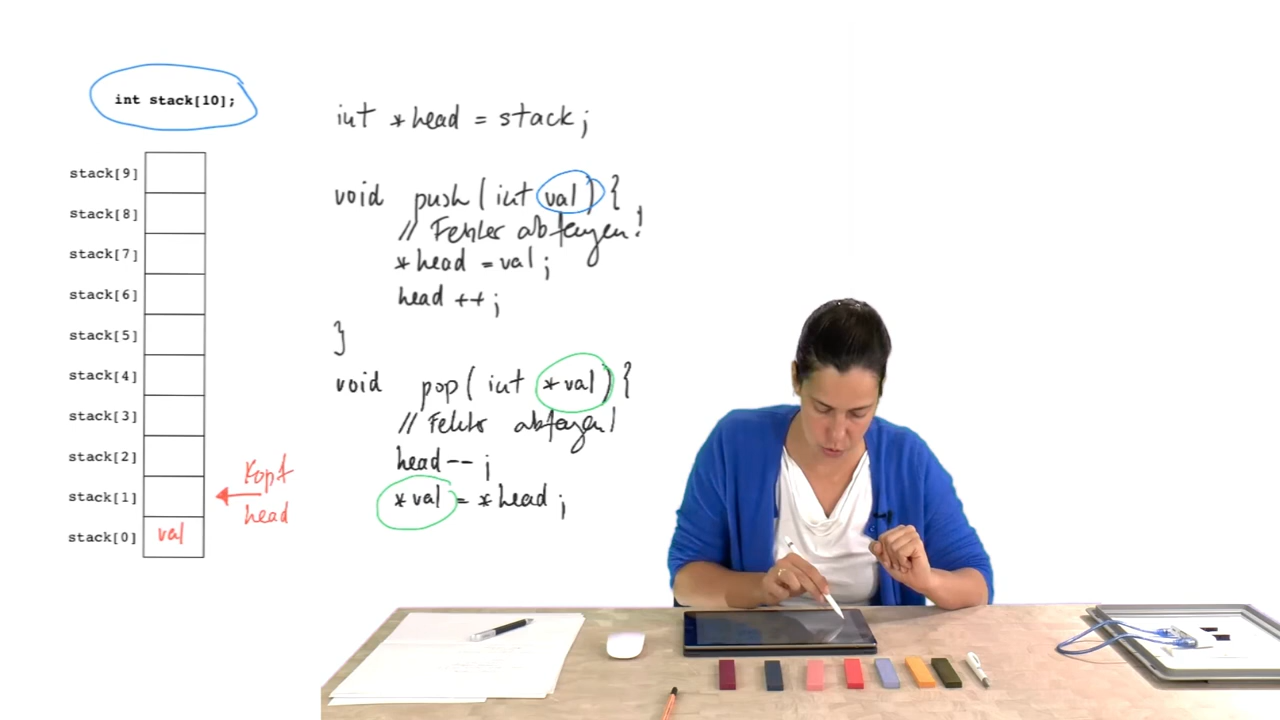 int stack[10];
stack[9]
stack[8]
stack[7]
stack[6]
stack[5]
stack[4]
stack[3]
stack[2]
stack[1]
stack[0]
val
Kopf
head
int *head = stack;
void push(int val){
// Fehler abfangen!
*head = val;
head++;
}
void pop(int *val){
// Fehler abfangen!
head--;
*val = *head;